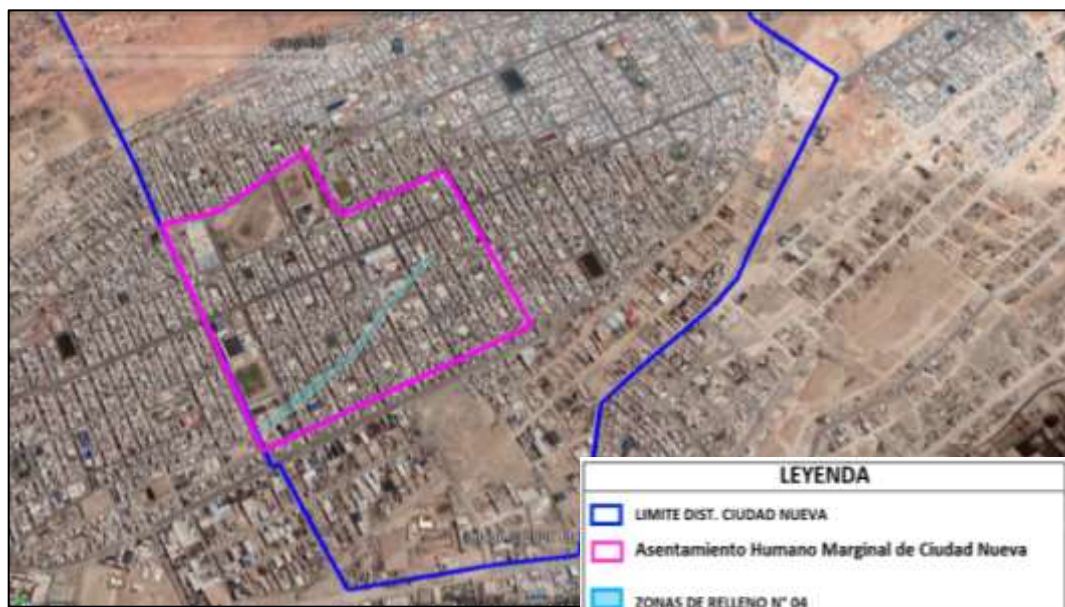 LEYENDA
LIMITE DIST. CIUDAD NUEVA
Asentamiento Humano Marginal de Ciudad Nueva
ZONAS DE RELLENO N° 04